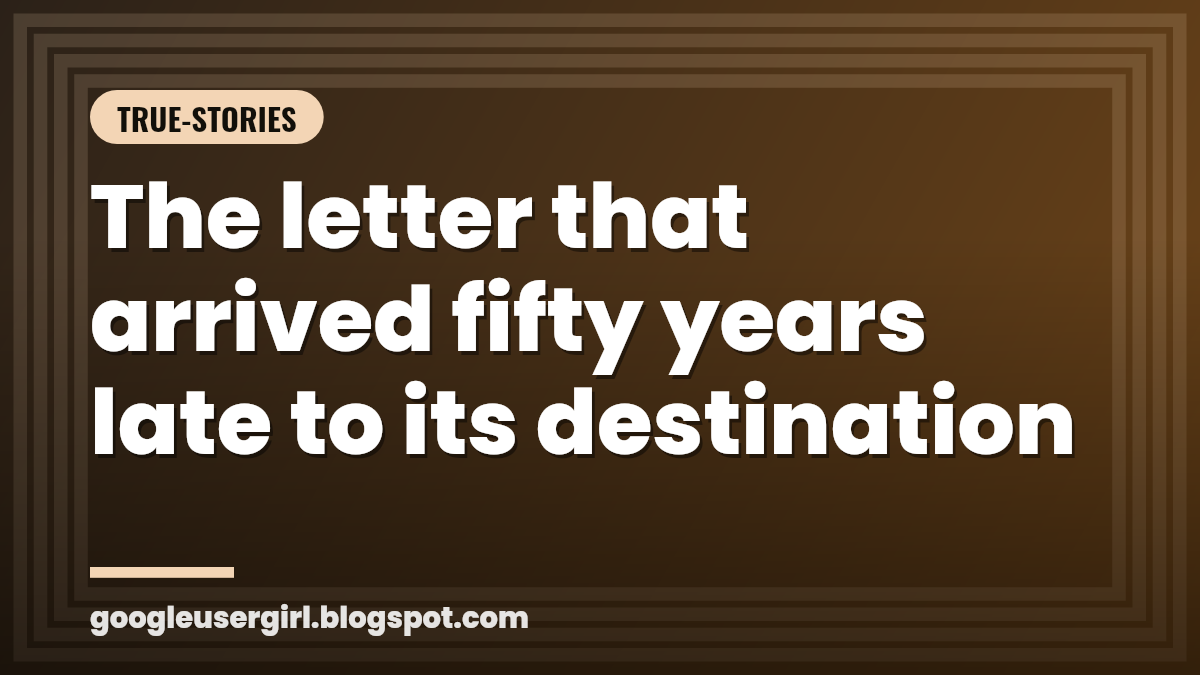 TRUE-STORIES
The letter that
arrived fifty years
late to its destination
googleusergirl.blogspot.com